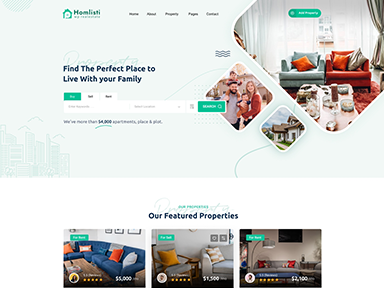 Homlisti
Home About Property Pages
Add Property
Find The Perfect Place to
Live With your Family
Buy Sell Rent
Enter Keywords Select Location SEARCH
We've more than 54,000 apartments, place & plot.
OUR PROPERTIES
Our Featured Properties
For Rent For Sell For Rent
$5,000 $1,500 $2,100